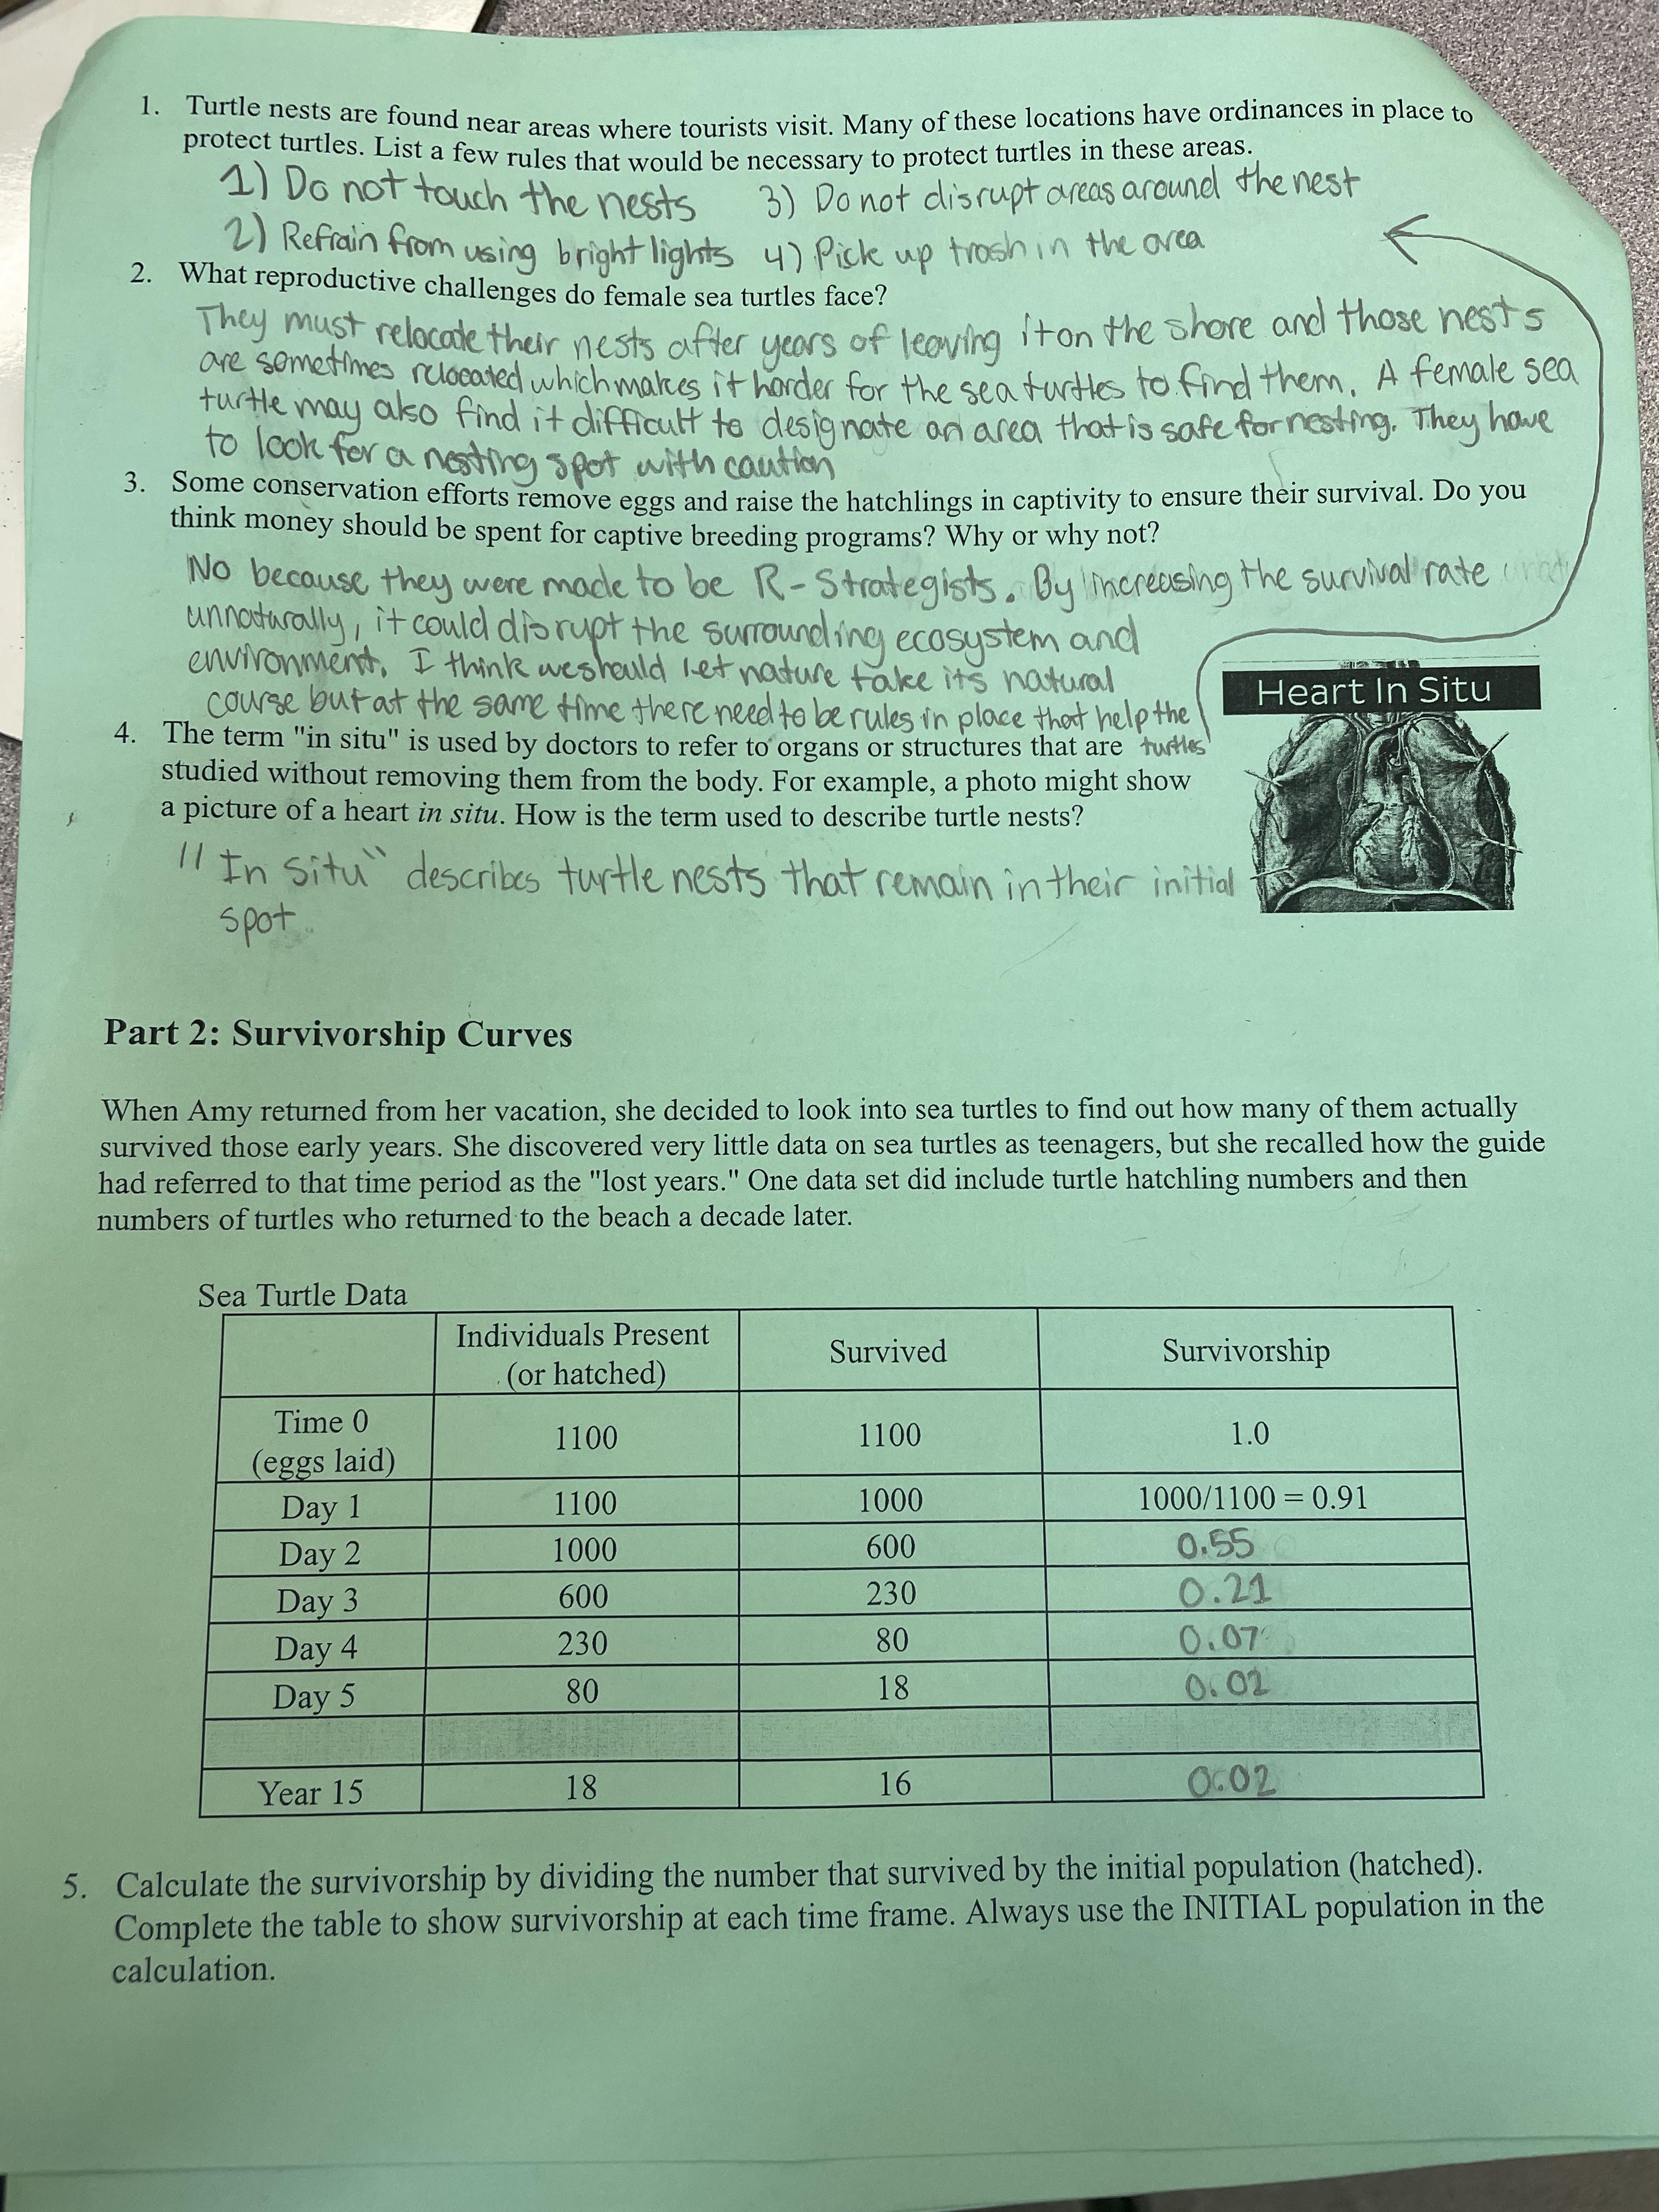 1. Turtle nests are found near areas where tourists visit. Many of these locations have ordinances in place to
protect turtles. List a few rules that would be necessary to protect turtles in these areas.
1) Do not touch the nests 3) Do not disrupt areas around the nest
2) Refrain from using bright lights 4) Pick up trash in the area
2. What reproductive challenges do female sea turtles face?
They must relocate their nests after years of leaving it on the shore and those nests
are sometimes relocated which makes it harder for the sea turtles to find them. A female sea
turtle may also find it difficult to designate an area that is safe for nesting. They have
to look for a nesting spot with caution
3. Some conservation efforts remove eggs and raise the hatchlings in captivity to ensure their survival. Do you
think money should be spent for captive breeding programs? Why or why not?
No because they were made to be R-Strategists. By increasing the survival rate
unnaturally, it could disrupt the surrounding ecosystem and
environment. I think we should let nature take its natural
course but at the same time there need to be rules in place that help the
turtles
4. The term "in situ" is used by doctors to refer to organs or structures that are
studied without removing them from the body. For example, a photo might show
a picture of a heart in situ. How is the term used to describe turtle nests?
Heart In Situ
"In situ" describes turtle nests that remain in their initial
spot.
Part 2: Survivorship Curves
When Amy returned from her vacation, she decided to look into sea turtles to find out how many of them actually
survived those early years. She discovered very little data on sea turtles as teenagers, but she recalled how the guide
had referred to that time period as the "lost years." One data set did include turtle hatchling numbers and then
numbers of turtles who returned to the beach a decade later.
Sea Turtle Data
Individuals Present
(or hatched)
Survived
Survivorship
Time 0
(eggs laid)
1100
1100
1.0
Day 1 1100 1000 1000/1100 = 0.91
Day 2 1000 600 0.55
Day 3 600 230 0.21
Day 4 230 80 0.07
Day 5 80 18 0.02
Year 15 18 16 0.02
5. Calculate the survivorship by dividing the number that survived by the initial population (hatched).
Complete the table to show survivorship at each time frame. Always use the INITIAL population in the
calculation.